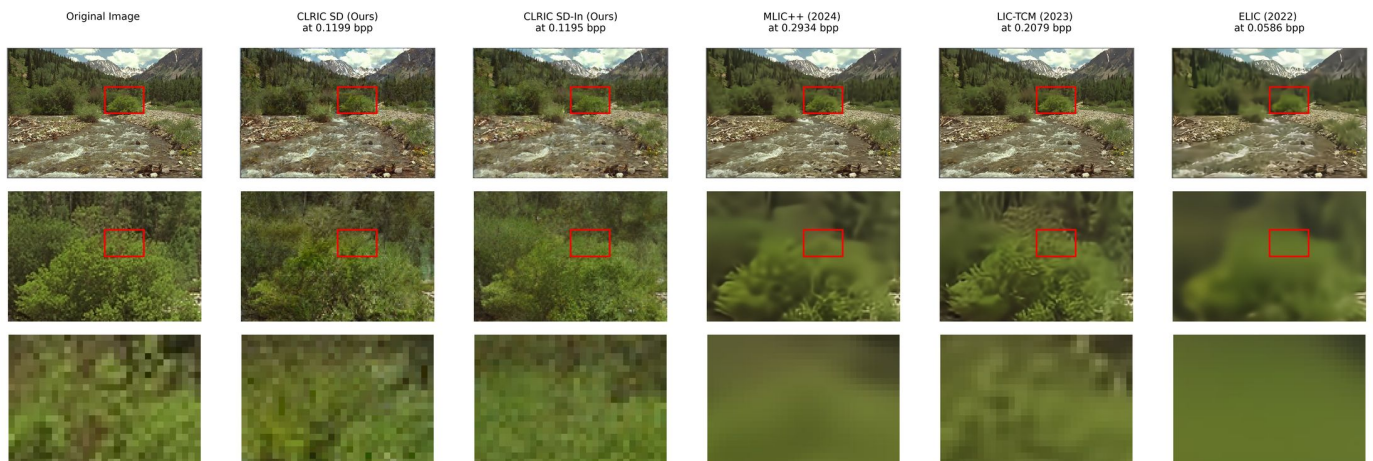 Original Image
CLRIC SD (Ours)
at 0.1199 bpp
CLRIC SD-In (Ours)
at 0.1195 bpp
MLIC++ (2024)
at 0.2934 bpp
LIC-TCM (2023)
at 0.2079 bpp
ELIC (2022)
at 0.0586 bpp